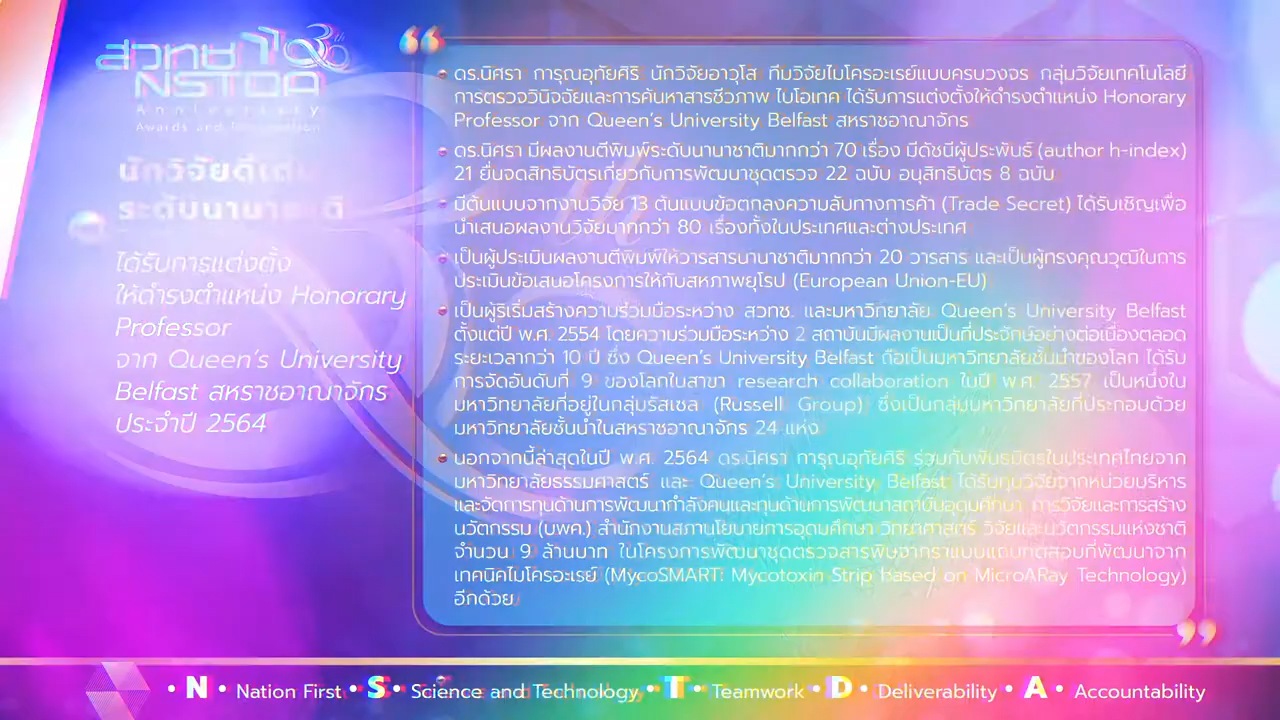 สวทช
NSTDA
Anniversary
Awards and
นักวิจัยดีเด่น
ระดับนานาชาติ
ได้รับการแต่งตั้ง
ให้ดำรงตำแหน่ง Honorary
Professor
จาก Queen's University
Belfast สหราชอาณาจักร
ประจำปี 2564
ดร.นิศรา การุณอุทัยศิริ นักวิจัยอาวุโส ทีมวิจัยไมโครอะเรย์แบบครบวงจร กลุ่มวิจัยเทคโนโลยี
การตรวจวินิจฉัยและการค้นหาสารชีวภาพ ไบโอเทค ได้รับการแต่งตั้งให้ดำรงตำแหน่ง Honorary
Professor จาก Queen's University Belfast สหราชอาณาจักร
ดร.นิศรา มีผลงานตีพิมพ์ระดับนานาชาติมากกว่า 70 เรื่อง มีดัชนีผู้ประพันธ์ (author h-index)
21 ยื่นจดสิทธิบัตรเกี่ยวกับการพัฒนาชุดตรวจ 22 ฉบับ อนุสิทธิบัตร 8 ฉบับ
มีต้นแบบจากงานวิจัย 13 ต้นแบบข้อตกลงความลับทางการค้า (Trade Secret) ได้รับเชิญเพื่อ
นำเสนอผลงานวิจัยมากกว่า 80 เรื่องทั้งในประเทศและต่างประเทศ
เป็นผู้ประเมินผลงานตีพิมพ์ให้วารสารนานาชาติมากกว่า 20 วารสาร และเป็นผู้ทรงคุณวุฒิในการ
ประเมินข้อเสนอโครงการให้กับสหภาพยุโรป (European Union-EU)
เป็นผู้ริเริ่มสร้างความร่วมมือระหว่าง สวทช. และมหาวิทยาลัย Queen's University Belfast
ตั้งแต่ปี พ.ศ. 2554 โดยความร่วมมือระหว่าง 2 สถาบันมีผลงานเป็นที่ประจักษ์อย่างต่อเนื่องตลอด
ระยะเวลากว่า 10 ปี ซึ่ง Queen's University Belfast ถือเป็นมหาวิทยาลัยชั้นนำของโลก ได้รับ
การจัดอันดับที่ 9 ของโลกในสาขา research collaboration ในปี พ.ศ. 2557 เป็นหนึ่งใน
มหาวิทยาลัยที่อยู่ในกลุ่มรัสเซล (Russell Group) ซึ่งเป็นกลุ่มมหาวิทยาลัยที่ประกอบด้วย
มหาวิทยาลัยชั้นนำในสหราชอาณาจักร 24 แห่ง
นอกจากนี้ล่าสุดในปี พ.ศ. 2564 ดร.นิศรา การุณอุทัยศิริ ร่วมกับพันธมิตรในประเทศไทยจาก
มหาวิทยาลัยธรรมศาสตร์ และ Queen's University Belfast ได้รับทุนวิจัยจากหน่วยบริหาร
และจัดการทุนด้านการพัฒนากำลังคนและทุนด้านการพัฒนาสถาบันอุดมศึกษา การวิจัยและการสร้าง
นวัตกรรม (บพค.) สำนักงานสภานโยบายการอุดมศึกษา วิทยาศาสตร์ วิจัยและนวัตกรรมแห่งชาติ
จำนวน 9 ล้านบาท ในโครงการพัฒนาชุดตรวจสารพิษจากราแบบแถบทดสอบที่พัฒนาจาก
เทคนิคไมโครอะเรย์ (MycoSMART: Mycotoxin Strip based on MicroARay Technology)
อีกด้วย
• N • Nation First • S • Science and Technology • T • Teamwork • D • Deliverability • A • Accountability